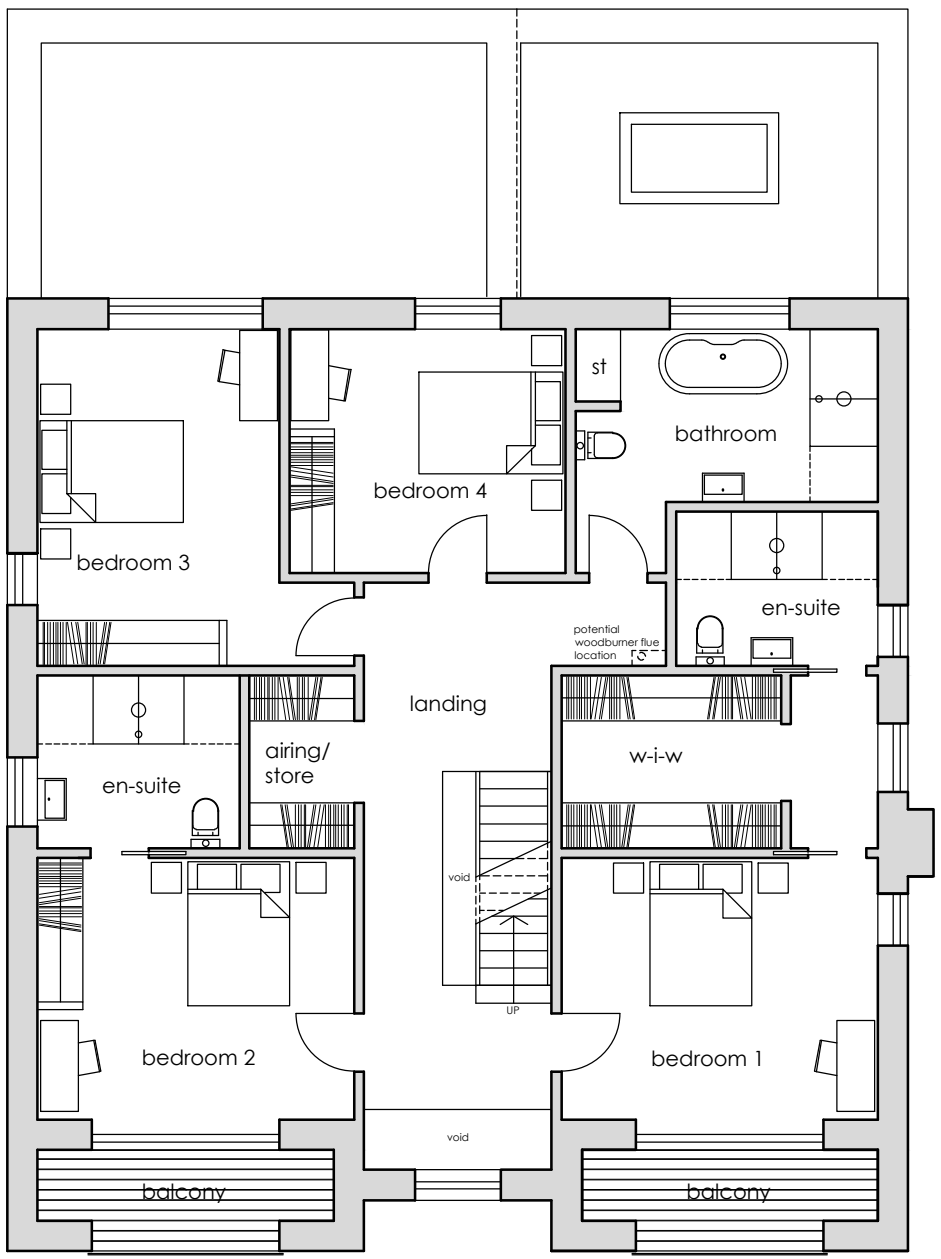 st
bathroom
bedroom 4
bedroom 3
en-suite
potential
woodburner flue
location
landing
airing/
store
w-i-w
en-suite
void
UP
bedroom 2
bedroom 1
void
balcony
balcony